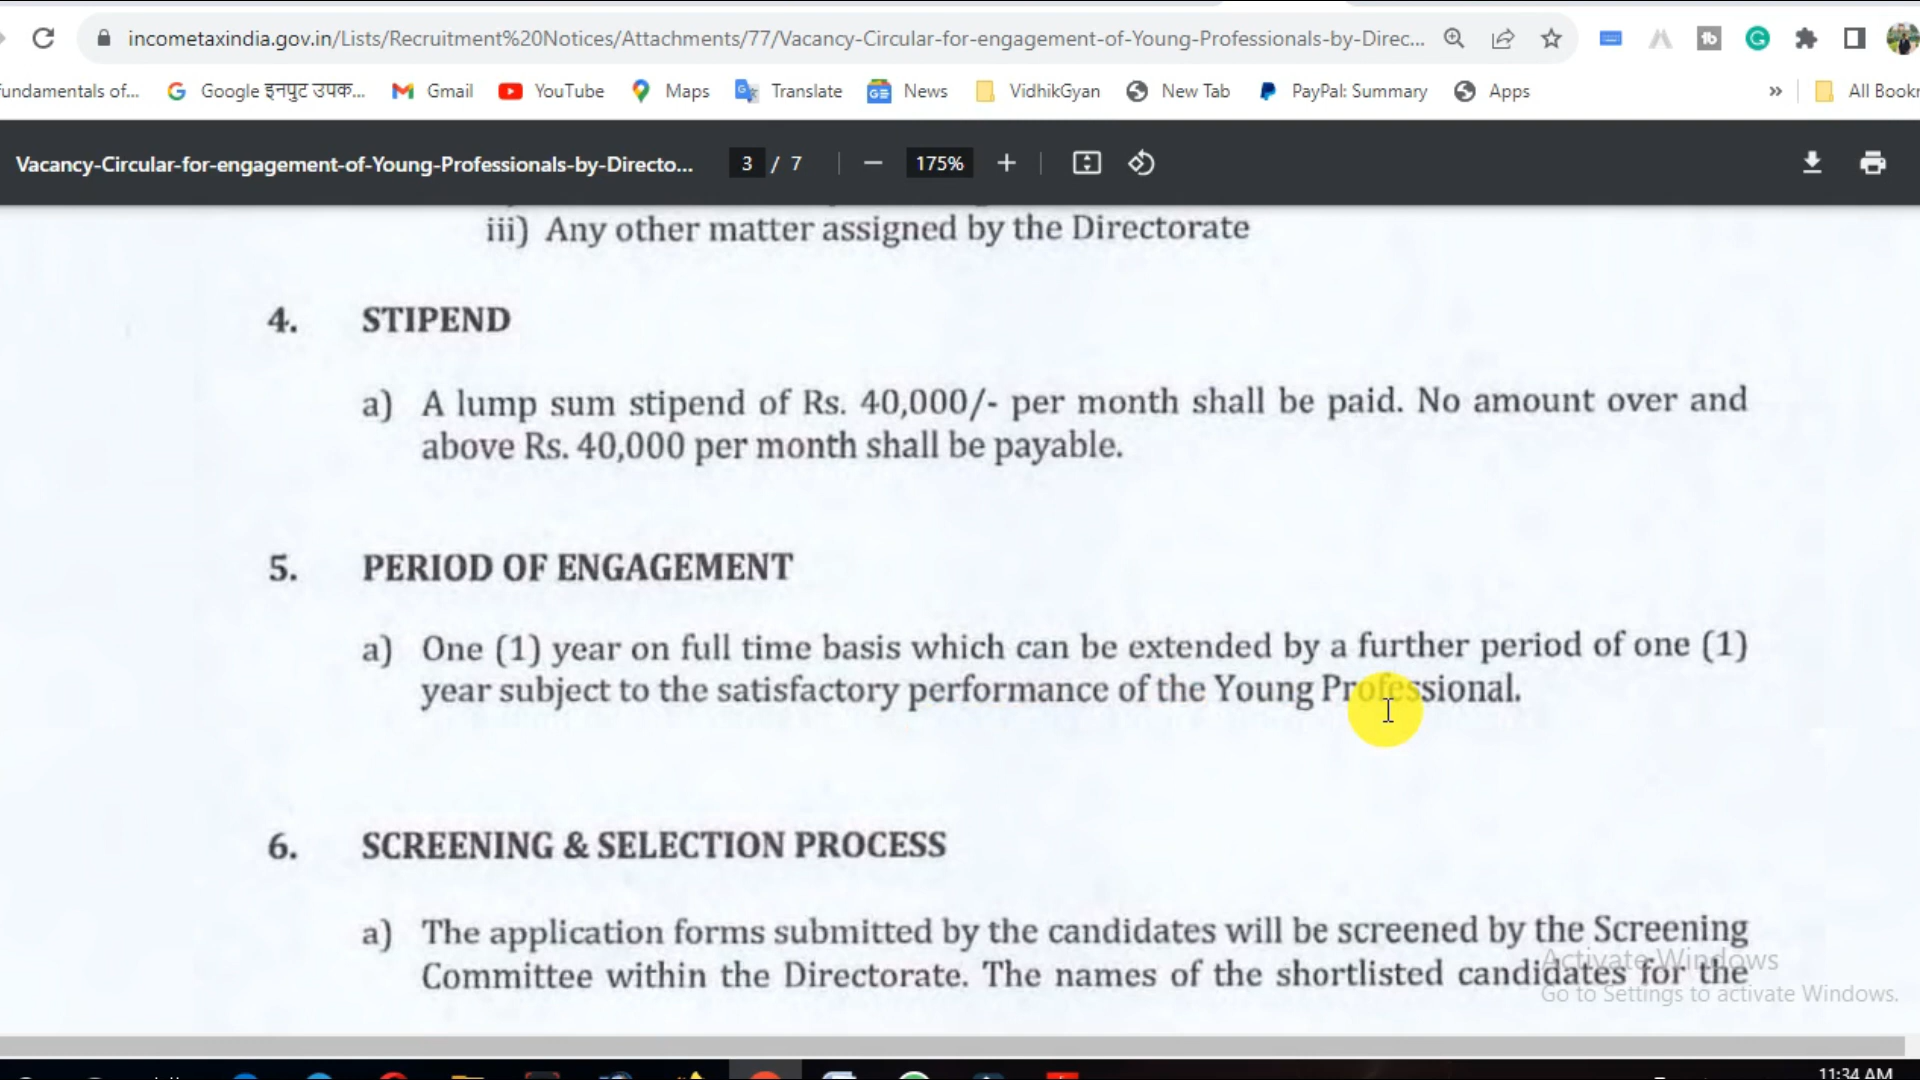 incometaxindia.gov.in/Lists/Recruitment%20Notices/Attachments/77/Vacancy-Circular-for-engagement-of-Young-Professionals-by-Direc...
undamentals of... Google इनपुट उपक... Gmail YouTube Maps Translate News VidhikGyan New Tab PayPal: Summary Apps » All Bookr
Vacancy-Circular-for-engagement-of-Young-Professionals-by-Directo... 3 / 7 − 175% +
iii) Any other matter assigned by the Directorate
4. STIPEND
a) A lump sum stipend of Rs. 40,000/- per month shall be paid. No amount over and
above Rs. 40,000 per month shall be payable.
5. PERIOD OF ENGAGEMENT
a) One (1) year on full time basis which can be extended by a further period of one (1)
year subject to the satisfactory performance of the Young Professional.
6. SCREENING & SELECTION PROCESS
a) The application forms submitted by the candidates will be screened by the Screening
Committee within the Directorate. The names of the shortlisted candidates for the
Activate Windows
Go to Settings to activate Windows.
11:34 AM